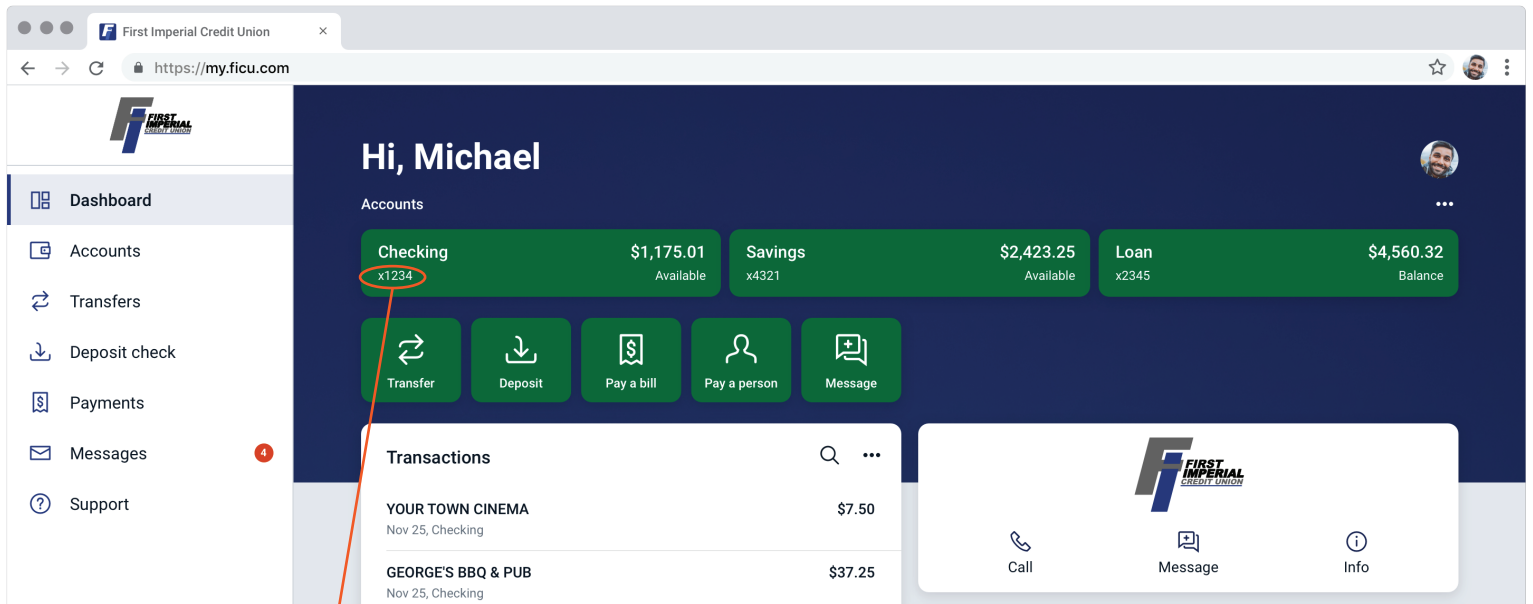 First Imperial Credit Union
https://my.ficu.com
FIRST
IMPERIAL
CREDIT UNION
Dashboard
Accounts
Transfers
Deposit check
Payments
Messages 4
Support
Hi, Michael
Accounts
Checking $1,175.01
x1234 Available
Savings $2,423.25
x4321 Available
Loan $4,560.32
x2345 Balance
Transfer
Deposit
Pay a bill
Pay a person
Message
Transactions
YOUR TOWN CINEMA $7.50
Nov 25, Checking
GEORGE'S BBQ & PUB $37.25
Nov 25, Checking
FIRST
IMPERIAL
CREDIT UNION
Call
Message
Info